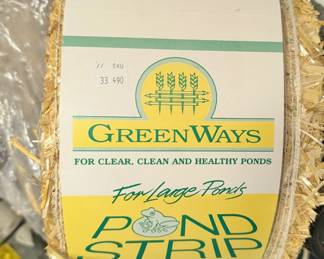 33 490
GREENWAYS
FOR CLEAR, CLEAN AND HEALTHY PONDS
For Large Ponds
POND
STRIP